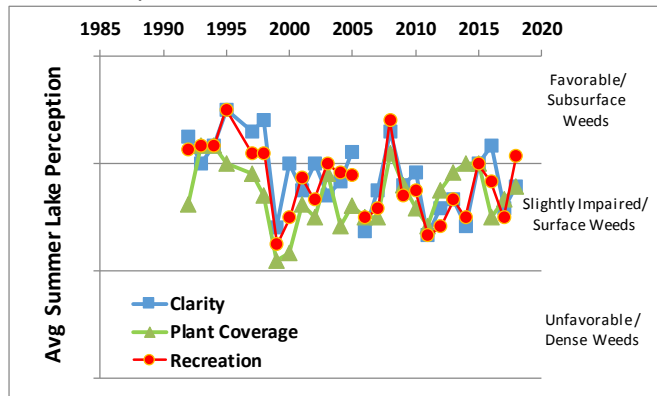 1985 1990 1995 2000 2005 2010 2015 2020
Avg Summer Lake Perception
Favorable/
Subsurface
Weeds
Slightly Impaired/
Surface Weeds
Unfavorable/
Dense Weeds
Clarity
Plant Coverage
Recreation